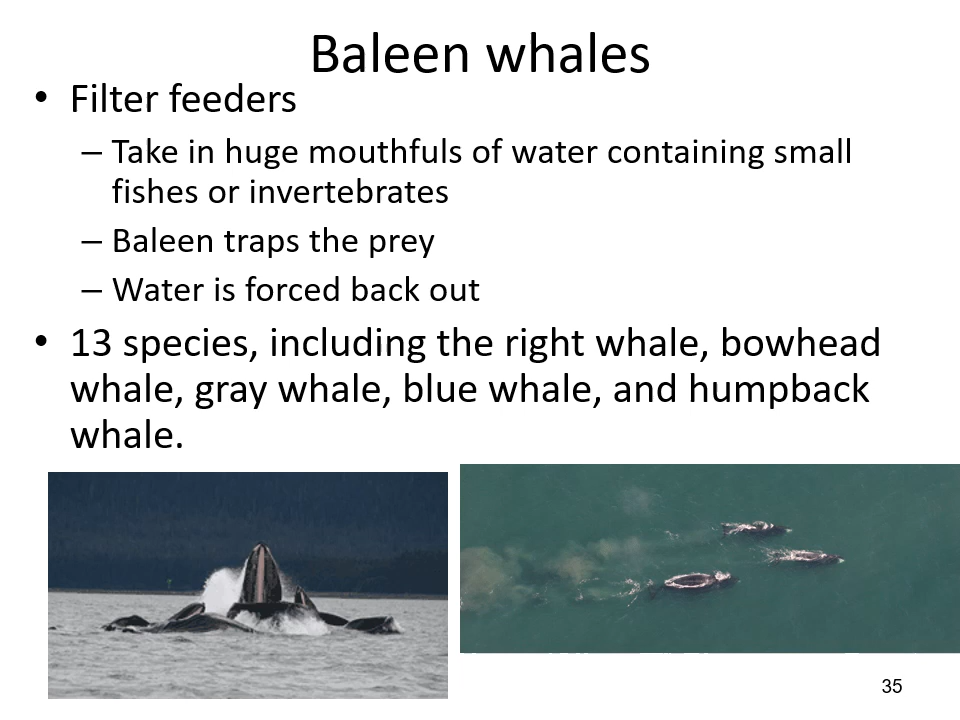 Baleen whales
• Filter feeders
– Take in huge mouthfuls of water containing small
fishes or invertebrates
– Baleen traps the prey
– Water is forced back out
• 13 species, including the right whale, bowhead
whale, gray whale, blue whale, and humpback
whale.
35